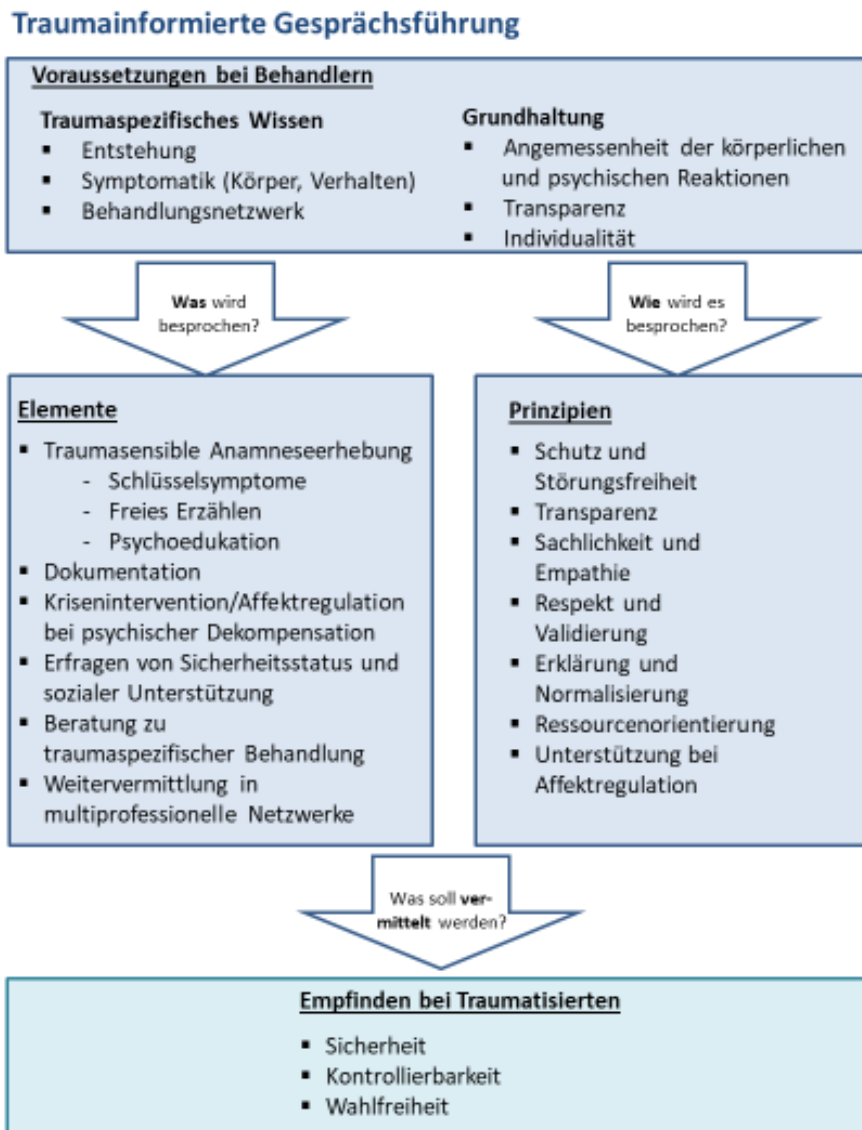 Traumainformierte Gesprächsführung
Voraussetzungen bei Behandlern
Traumaspezifisches Wissen
▪ Entstehung
▪ Symptomatik (Körper, Verhalten)
▪ Behandlungsnetzwerk
Grundhaltung
▪ Angemessenheit der körperlichen
und psychischen Reaktionen
▪ Transparenz
▪ Individualität
Was wird
besprochen?
Wie wird es
besprochen?
Elemente
▪ Traumasensible Anamneseerhebung
- Schlüsselsymptome
- Freies Erzählen
- Psychoedukation
▪ Dokumentation
▪ Krisenintervention/Affektregulation
bei psychischer Dekompensation
▪ Erfragen von Sicherheitsstatus und
sozialer Unterstützung
▪ Beratung zu
traumaspezifischer Behandlung
▪ Weitervermittlung in
multiprofessionelle Netzwerke
Prinzipien
▪ Schutz und
Störungsfreiheit
▪ Transparenz
▪ Sachlichkeit und
Empathie
▪ Respekt und
Validierung
▪ Erklärung und
Normalisierung
▪ Ressourcenorientierung
▪ Unterstützung bei
Affektregulation
Was soll ver-
mittelt werden?
Empfinden bei Traumatisierten
▪ Sicherheit
▪ Kontrollierbarkeit
▪ Wahlfreiheit